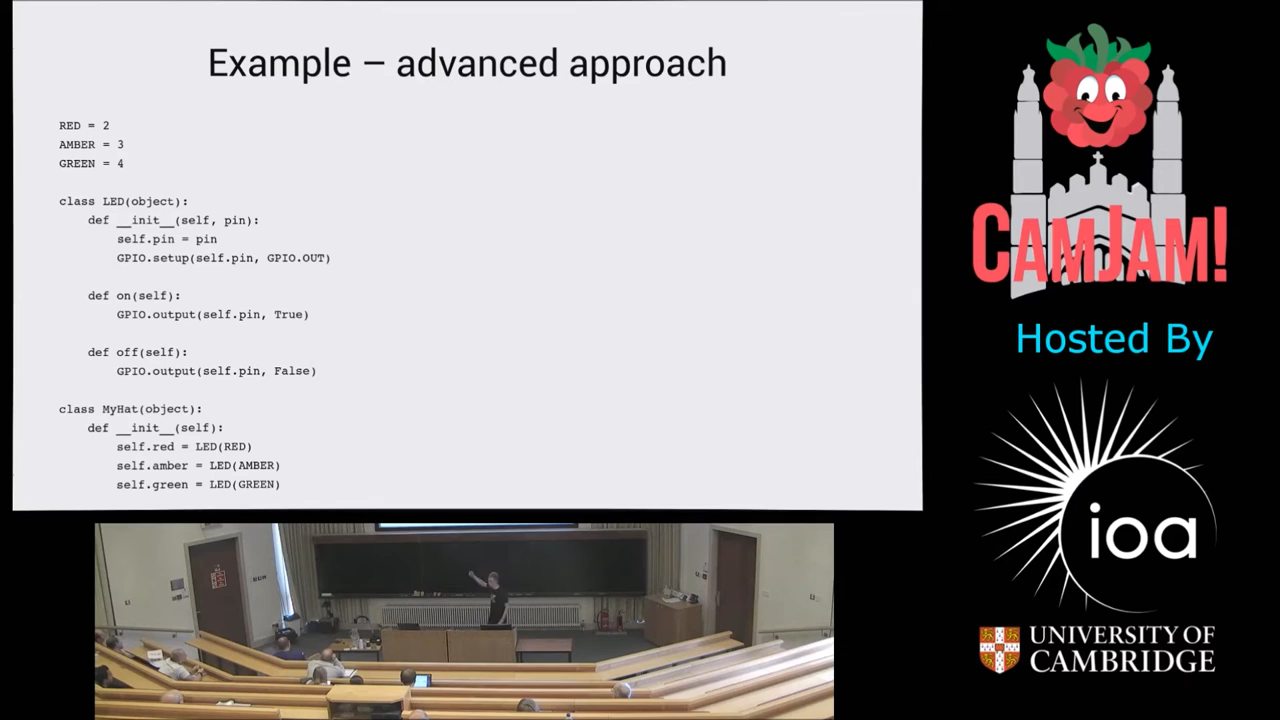 Example – advanced approach
RED = 2
AMBER = 3
GREEN = 4
class LED(object):
def __init__(self, pin):
self.pin = pin
GPIO.setup(self.pin, GPIO.OUT)
def on(self):
GPIO.output(self.pin, True)
def off(self):
GPIO.output(self.pin, False)
class MyHat(object):
def __init__(self):
self.red = LED(RED)
self.amber = LED(AMBER)
self.green = LED(GREEN)
CAMJAM!
Hosted By
ioa
UNIVERSITY OF
CAMBRIDGE